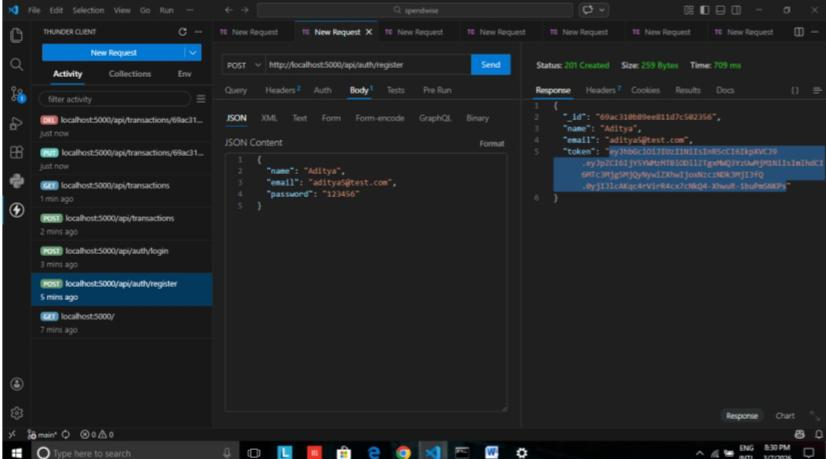 File Edit Selection View Go Run ...
spendwise
THUNDER CLIENT
New Request
Activity Collections Env
filter activity
DEL localhost:5000/api/transactions/69ac31...
just now
PUT localhost:5000/api/transactions/69ac31...
just now
GET localhost:5000/api/transactions
1 min ago
POST localhost:5000/api/transactions
2 mins ago
POST localhost:5000/api/auth/login
3 mins ago
POST localhost:5000/api/auth/register
5 mins ago
GET localhost:5000/
7 mins ago
TC New Request TC New Request TC New Request TC New Request TC New Request TC New Request TC New Request
POST http://localhost:5000/api/auth/register Send
Query Headers 2 Auth Body 1 Tests Pre Run
JSON XML Text Form Form-encode GraphQL Binary
JSON Content Format
1 {
2 "name": "Aditya",
3 "email": "aditya5@test.com",
4 "password": "123456"
5 }
Status: 201 Created Size: 259 Bytes Time: 709 ms
Response Headers 7 Cookies Results Docs
1 {
2 "_id": "69ac310b89ee811d7c502356",
3 "name": "Aditya",
4 "email": "aditya5@test.com",
5 "token":
6 }
Response Chart
main* 0 0
Type here to search
ENG 8:30 PM
INTL 3/7/2026